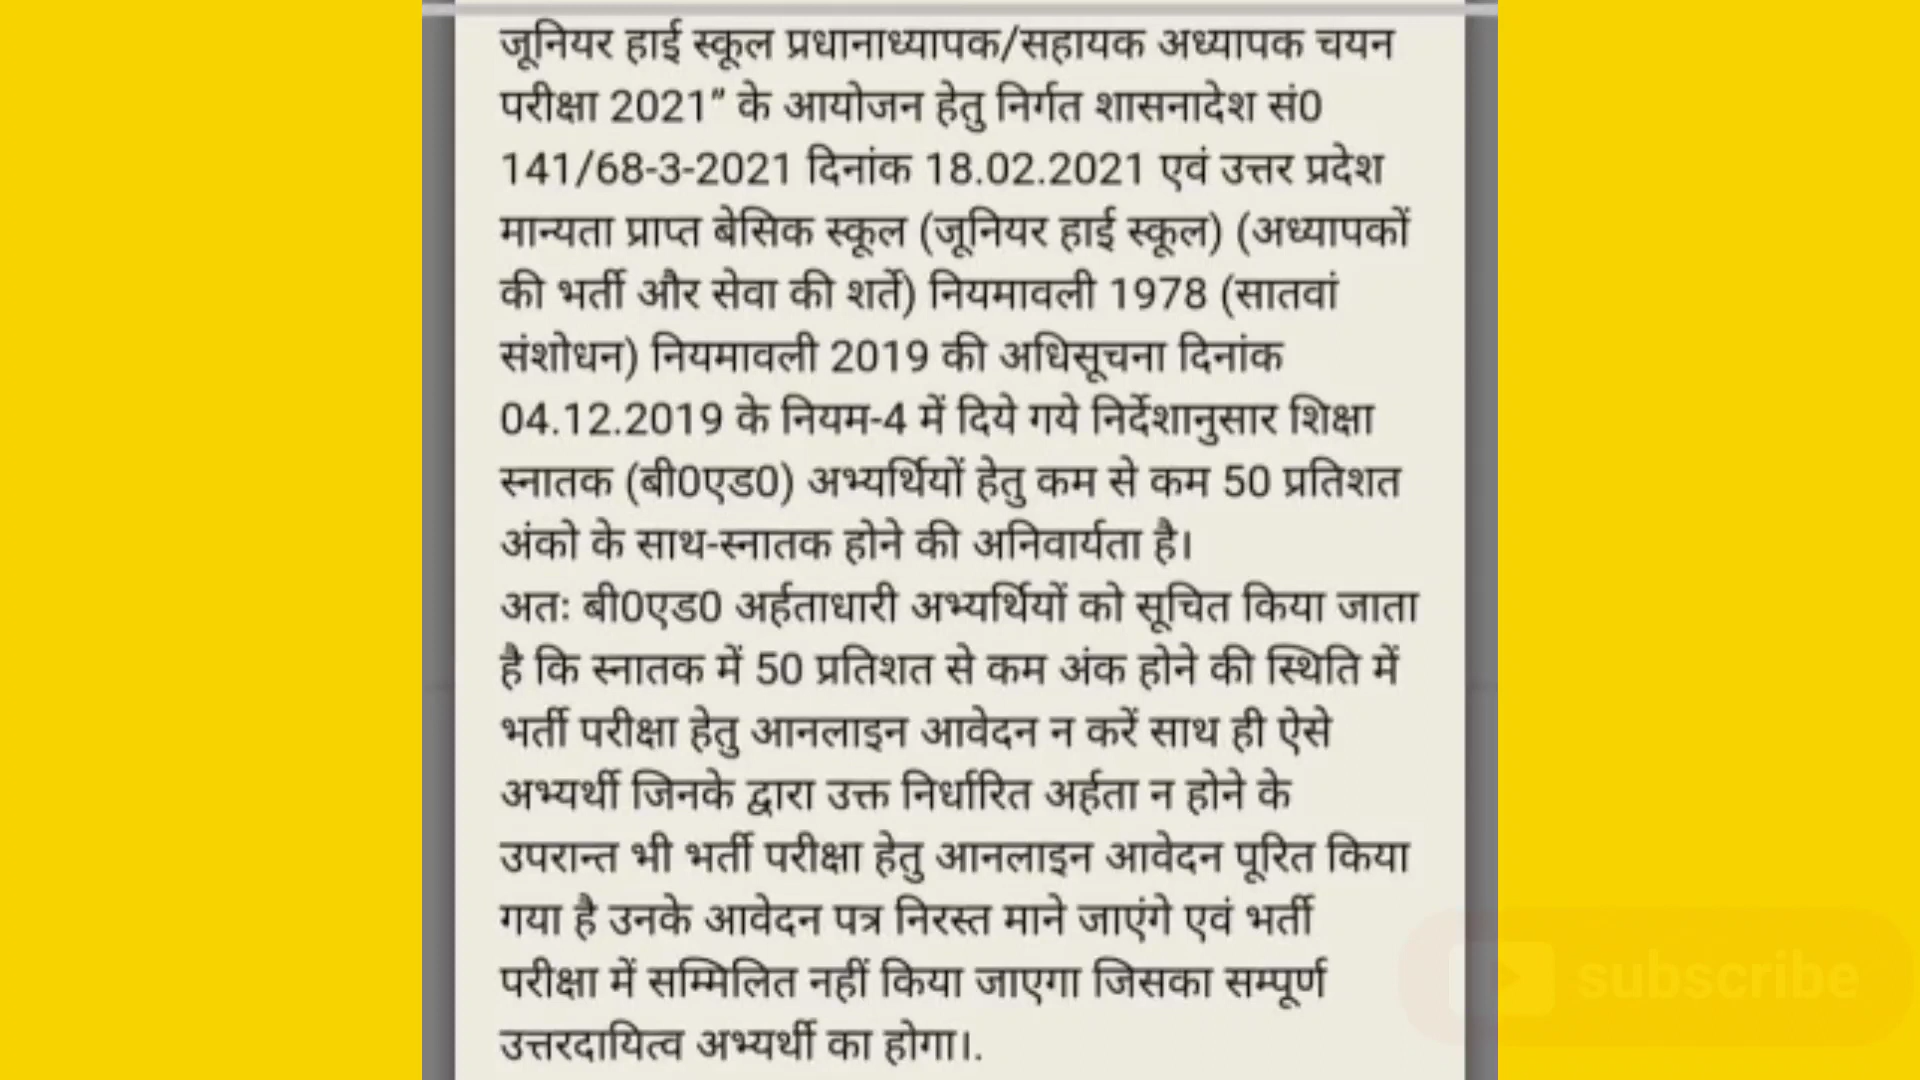 जूनियर हाई स्कूल प्रधानाध्यापक/सहायक अध्यापक चयन
परीक्षा 2021” के आयोजन हेतु निर्गत शासनादेश सं0
141/68-3-2021 दिनांक 18.02.2021 एवं उत्तर प्रदेश
मान्यता प्राप्त बेसिक स्कूल (जूनियर हाई स्कूल) (अध्यापकों
की भर्ती और सेवा की शर्ते) नियमावली 1978 (सातवां
संशोधन) नियमावली 2019 की अधिसूचना दिनांक
04.12.2019 के नियम-4 में दिये गये निर्देशानुसार शिक्षा
स्नातक (बी0एड0) अभ्यर्थियों हेतु कम से कम 50 प्रतिशत
अंको के साथ-स्नातक होने की अनिवार्यता है।
अतः बी0एड0 अर्हताधारी अभ्यर्थियों को सूचित किया जाता
है कि स्नातक में 50 प्रतिशत से कम अंक होने की स्थिति में
भर्ती परीक्षा हेतु आनलाइन आवेदन न करें साथ ही ऐसे
अभ्यर्थी जिनके द्वारा उक्त निर्धारित अर्हता न होने के
उपरान्त भी भर्ती परीक्षा हेतु आनलाइन आवेदन पूरित किया
गया है उनके आवेदन पत्र निरस्त माने जाएंगे एवं भर्ती
परीक्षा में सम्मिलित नहीं किया जाएगा जिसका सम्पूर्ण
उत्तरदायित्व अभ्यर्थी का होगा।.
subscribe